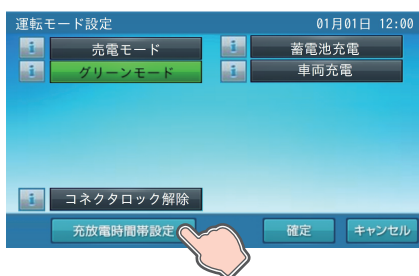 運転モード設定 01月01日 12:00
i 売電モード i 蓄電池充電
i グリーンモード i 車両充電
i コネクタロック解除
充放電時間帯設定 確定 キャンセル